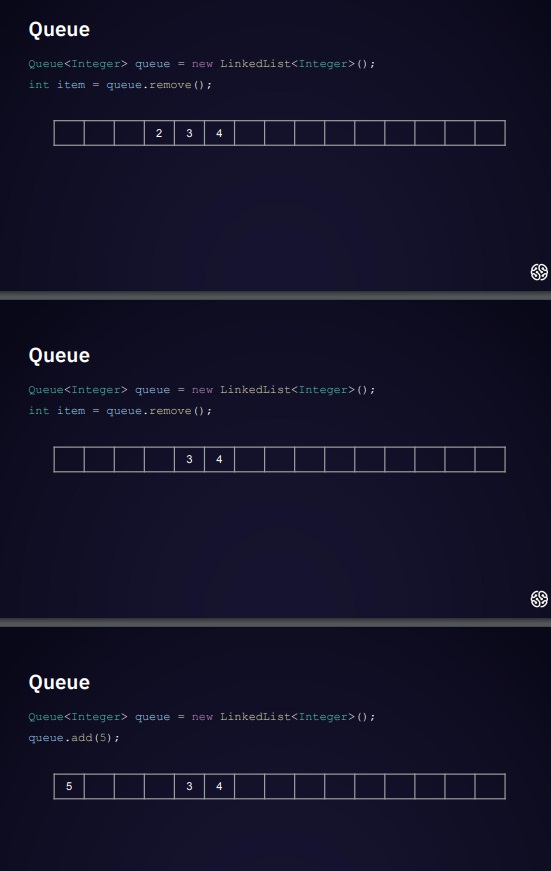 Queue
Queue<Integer> queue = new LinkedList<Integer>();
int item = queue.remove();
2 3 4
Queue
Queue<Integer> queue = new LinkedList<Integer>();
int item = queue.remove();
3 4
Queue
Queue<Integer> queue = new LinkedList<Integer>();
queue.add(5);
5 3 4